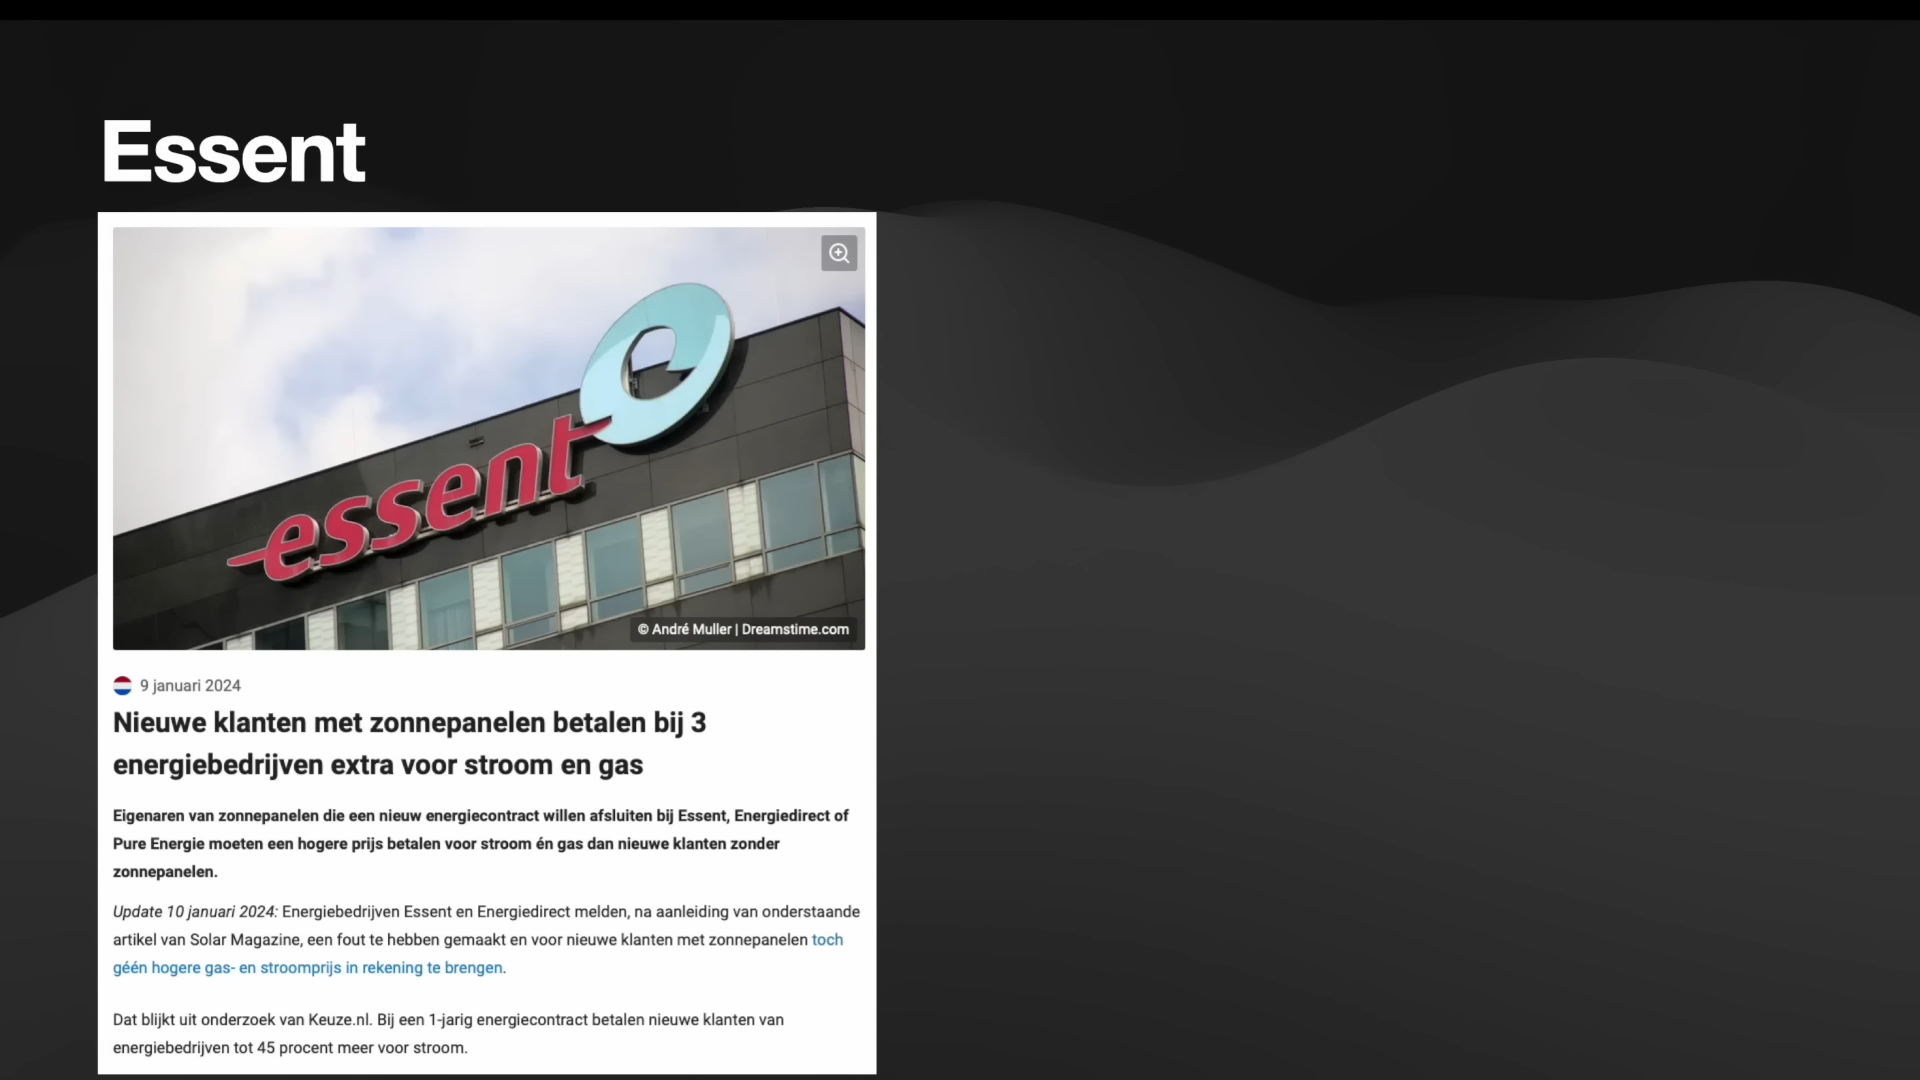 Essent
essent
© André Muller | Dreamstime.com
9 januari 2024
Nieuwe klanten met zonnepanelen betalen bij 3
energiebedrijven extra voor stroom en gas
Eigenaren van zonnepanelen die een nieuw energiecontract willen afsluiten bij Essent, Energiedirect of
Pure Energie moeten een hogere prijs betalen voor stroom én gas dan nieuwe klanten zonder
zonnepanelen.
Update 10 januari 2024: Energiebedrijven Essent en Energiedirect melden, na aanleiding van onderstaande
artikel van Solar Magazine, een fout te hebben gemaakt en voor nieuwe klanten met zonnepanelen toch
géén hogere gas- en stroomprijs in rekening te brengen.
Dat blijkt uit onderzoek van Keuze.nl. Bij een 1-jarig energiecontract betalen nieuwe klanten van
energiebedrijven tot 45 procent meer voor stroom.